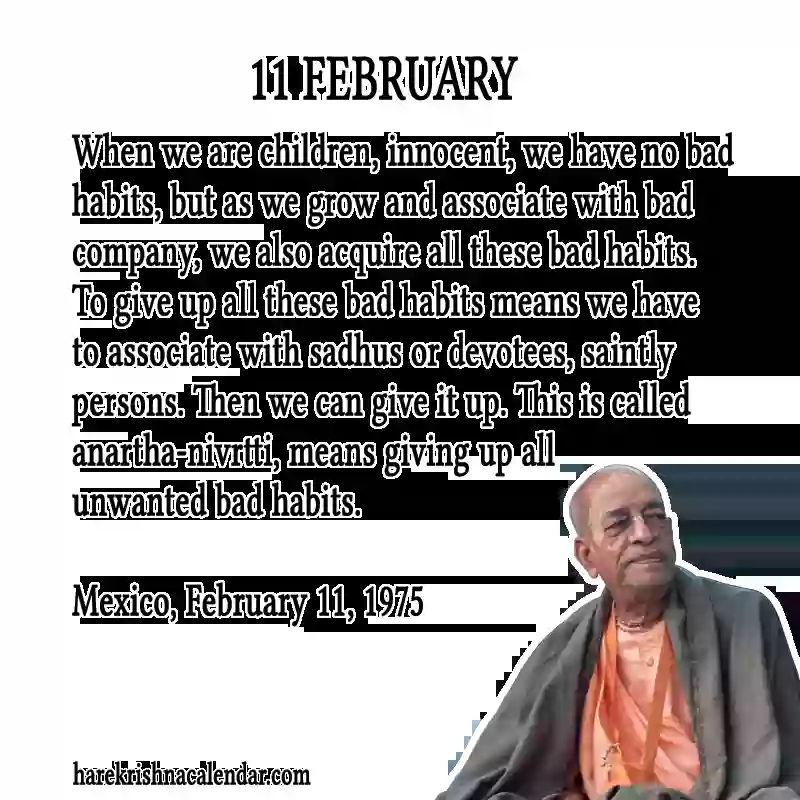 11 FEBRUARY
When we are children, innocent, we have no bad
habits, but as we grow and associate with bad
company, we also acquire all these bad habits.
To give up all these bad habits means we have
to associate with sadhus or devotees, saintly
persons. Then we can give it up. This is called
anartha-nivrtti, means giving up all
unwanted bad habits.
Mexico, February 11, 1975
harekrishnacalendar.com